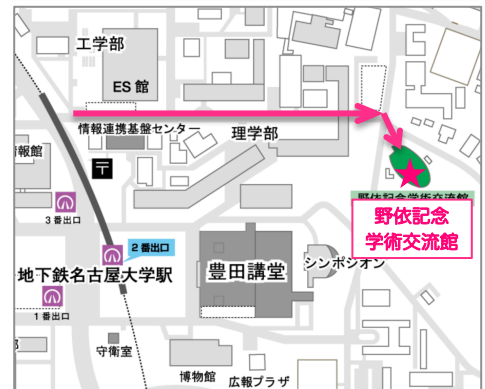 工学部
ES館
情報連携基盤センター
理学部
報館
〒
野依記念学術交流館
野依記念
学術交流館
3番出口
2番出口
地下鉄名古屋大学駅
豊田講堂
シンポジオン
1番出口
守衛室
博物館
広報プラザ
部